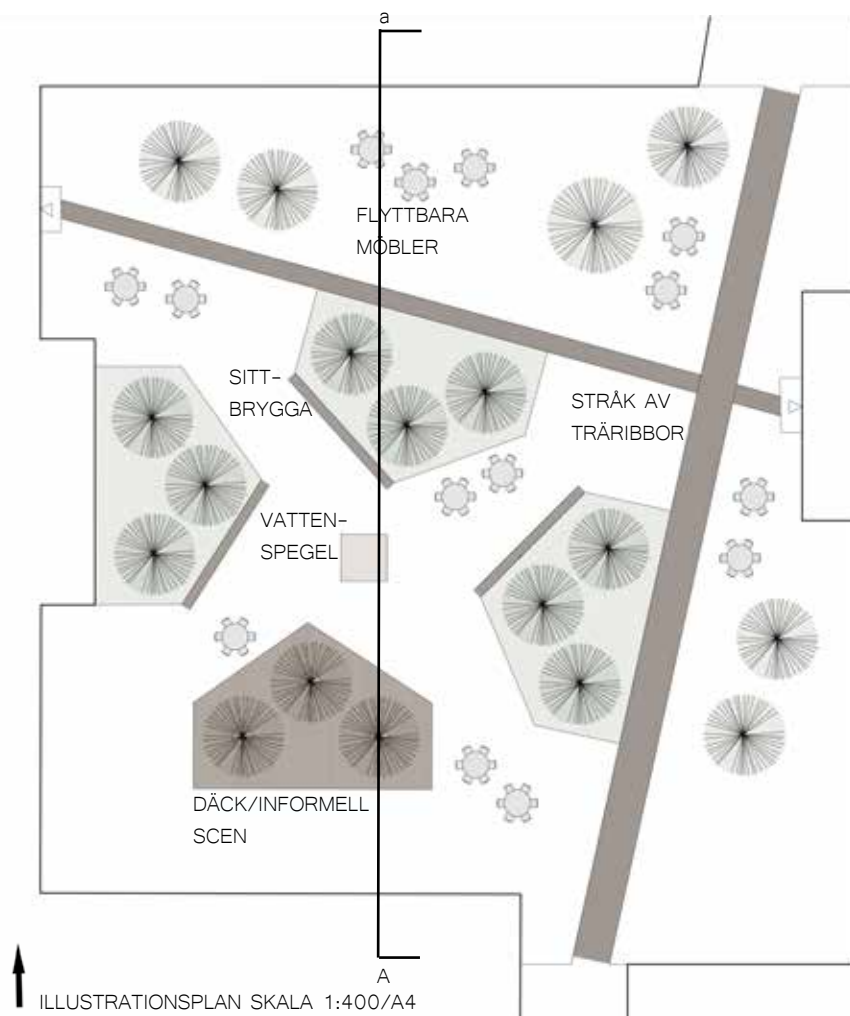 a
FLYTTBARA
MÖBLER
SITT-
BRYGGA
STRÅK AV
TRÄRIBBOR
VATTEN-
SPEGEL
DÄCK/INFORMELL
SCEN
A
ILLUSTRATIONSPLAN SKALA 1:400/A4